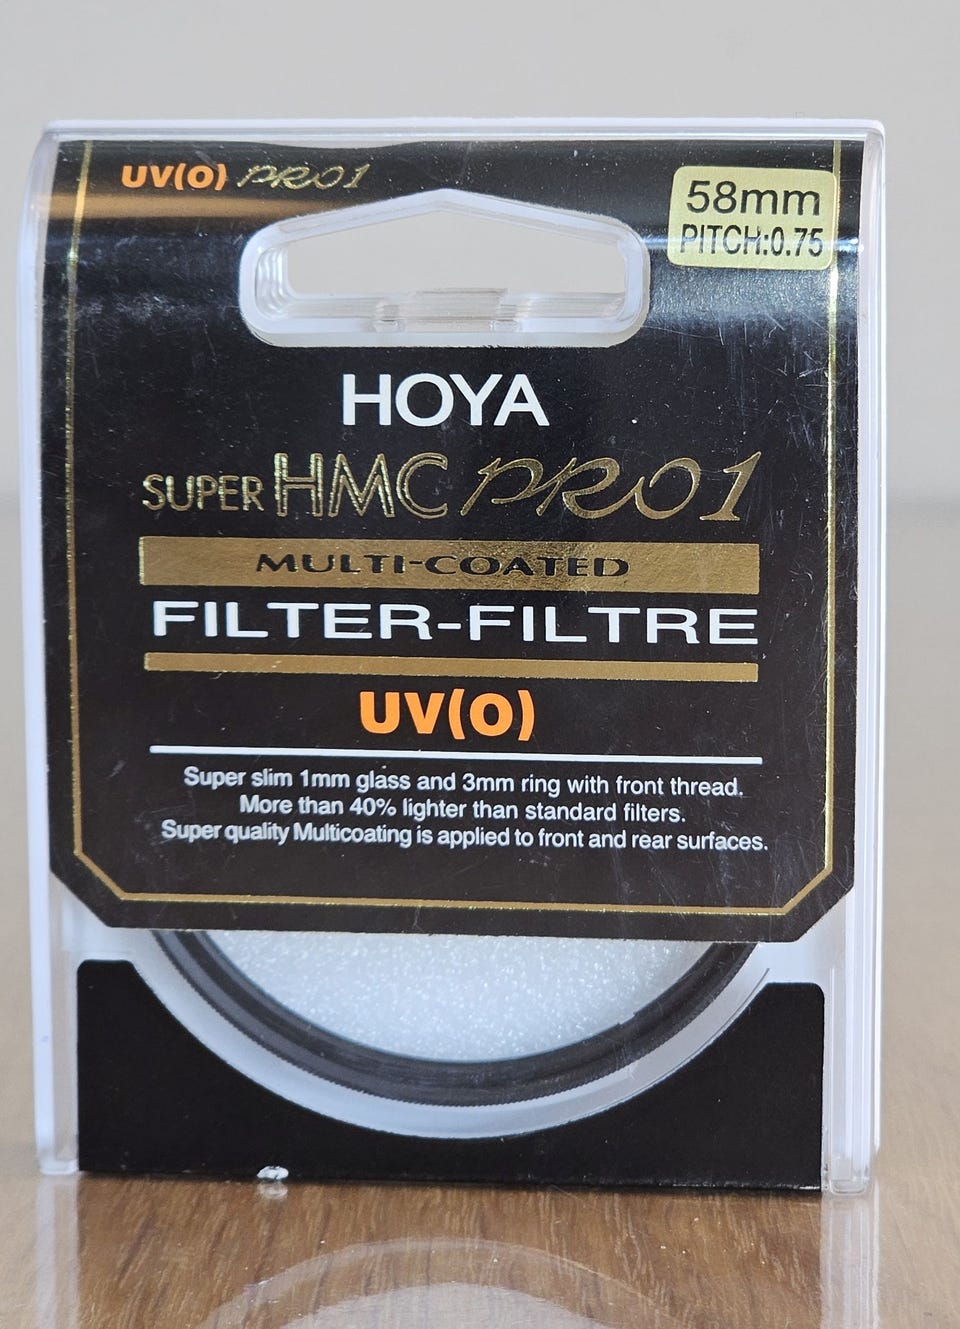 UV(O) PRO1
58mm
PITCH:0.75
HOYA
SUPER HMC PRO1
MULTI-COATED
FILTER-FILTRE
UV(O)
Super slim 1mm glass and 3mm ring with front thread.
More than 40% lighter than standard filters.
Super quality Multicoating is applied to front and rear surfaces.